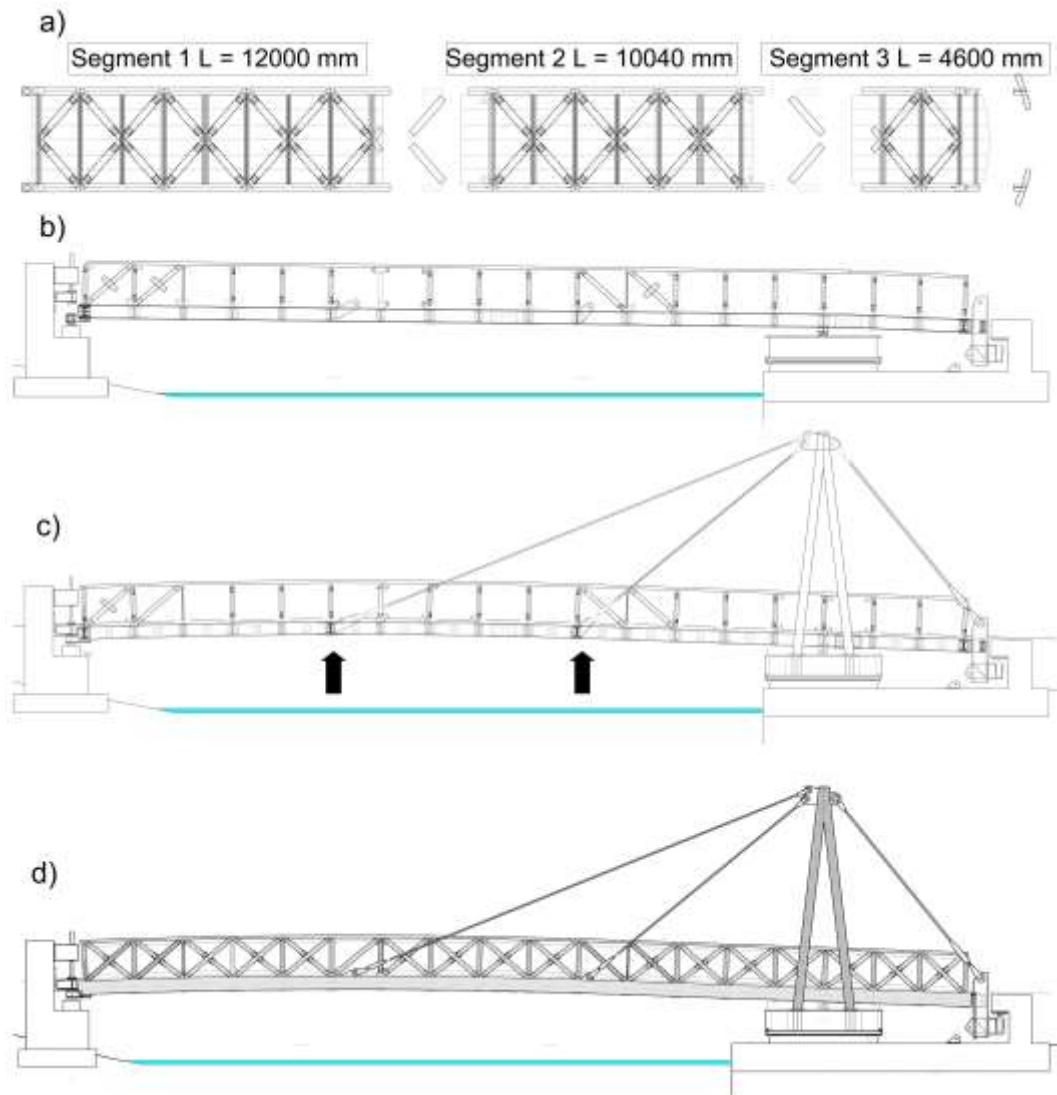 a)
Segment 1 L = 12000 mm
Segment 2 L = 10040 mm
Segment 3 L = 4600 mm
b)
c)
d)